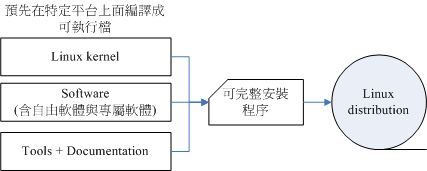 預先在特定平台上面編譯成
可執行檔
Linux kernel
Software
(含自由軟體與專屬軟體)
Tools + Documentation
可完整安裝
程序
Linux
distribution